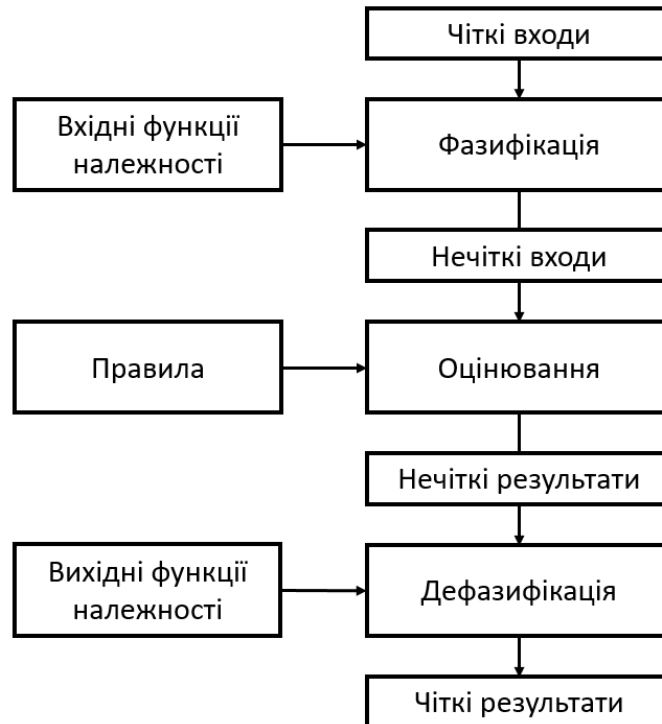 Чіткі входи
Вхідні функції
належності
Фазифікація
Нечіткі входи
Правила
Оцінювання
Нечіткі результати
Вихідні функції
належності
Дефазифікація
Чіткі результати